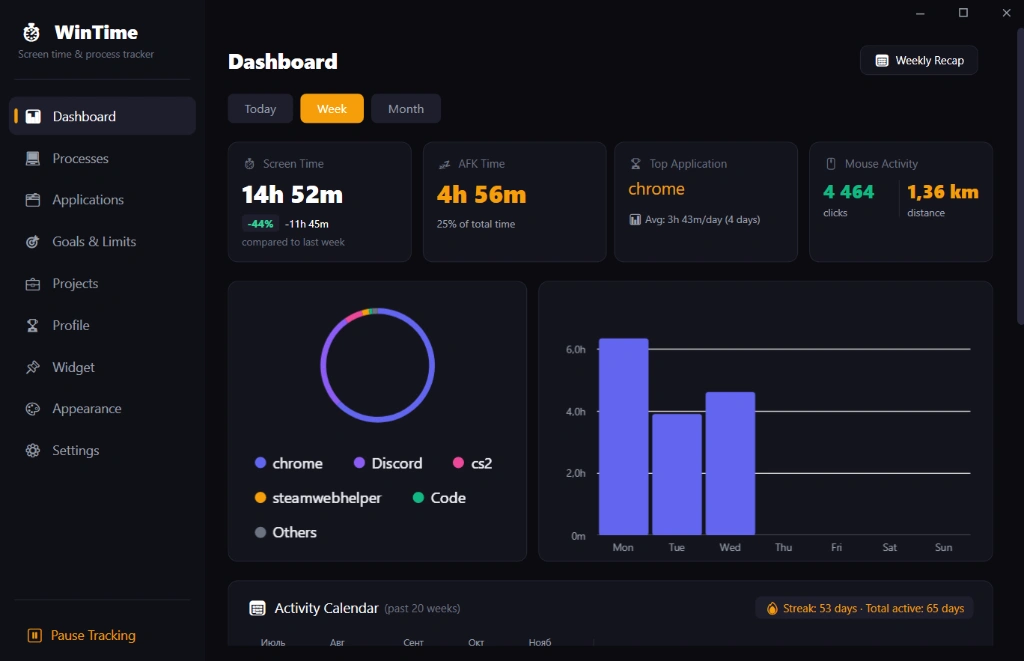 WinTime
Screen time & process tracker
Dashboard
Processes
Applications
Goals & Limits
Projects
Profile
Widget
Appearance
Settings
Pause Tracking
Dashboard
Weekly Recap
Today Week Month
Screen Time
14h 52m
-44% -11h 45m
compared to last week
AFK Time
4h 56m
25% of total time
Top Application
chrome
Avg: 3h 43m/day (4 days)
Mouse Activity
4 464 1,36 km
clicks distance
chrome Discord cs2
steamwebhelper Code
Others
6,0h
4,0h
2,0h
0m
Mon Tue Wed Thu Fri Sat Sun
Activity Calendar (past 20 weeks)
Streak: 53 days · Total active: 65 days
Июль Авг Сент Окт Нояб